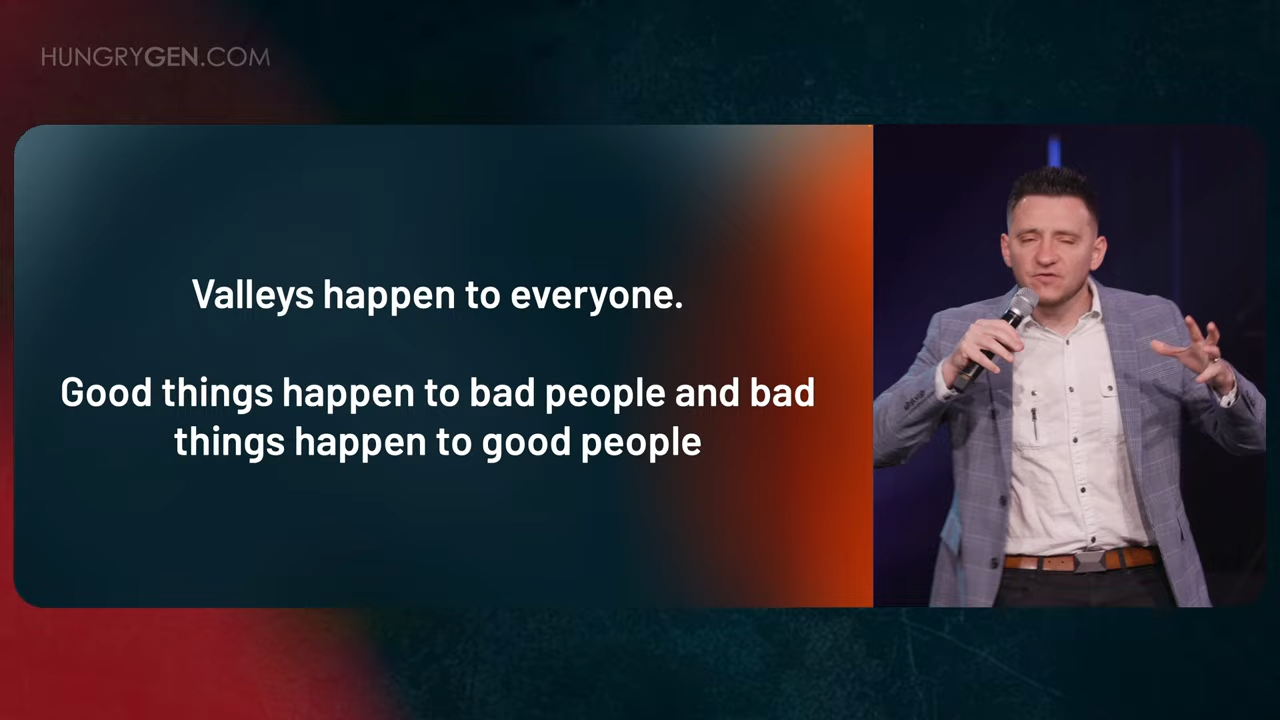 HUNGRYGEN.COM
Valleys happen to everyone.
Good things happen to bad people and bad
things happen to good people